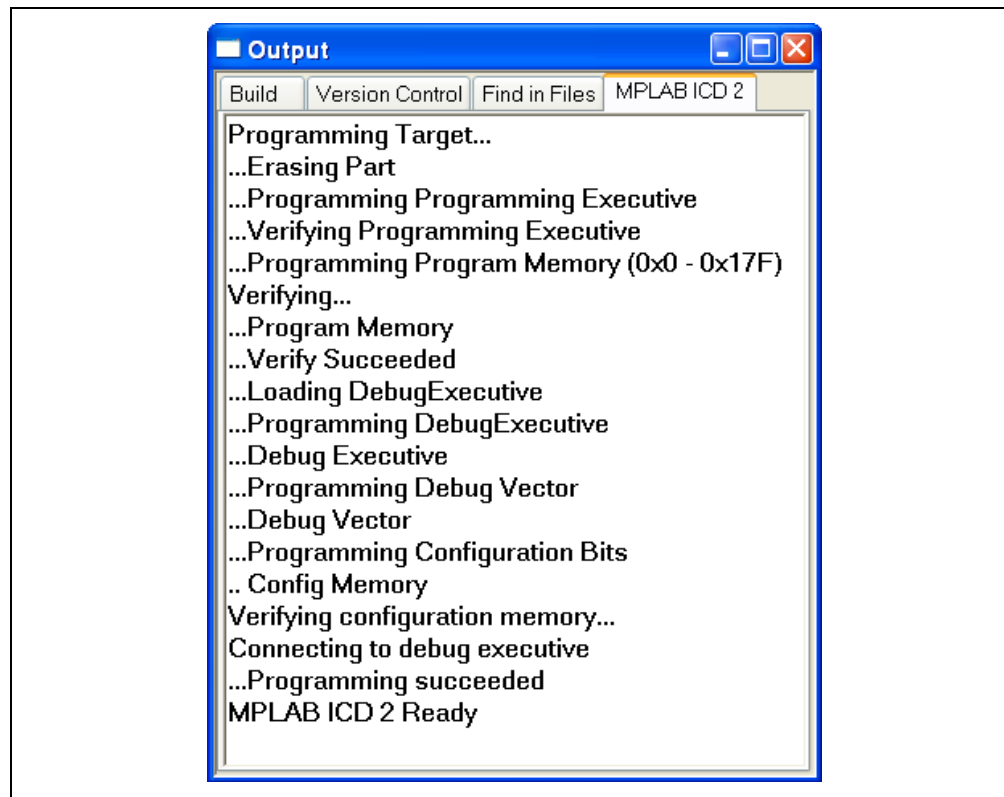 Output
Build Version Control Find in Files MPLAB ICD 2
Programming Target...
...Erasing Part
...Programming Programming Executive
...Verifying Programming Executive
...Programming Program Memory (0x0 - 0x17F)
Verifying...
...Program Memory
...Verify Succeeded
...Loading DebugExecutive
...Programming DebugExecutive
...Debug Executive
...Programming Debug Vector
...Debug Vector
...Programming Configuration Bits
.. Config Memory
Verifying configuration memory...
Connecting to debug executive
...Programming succeeded
MPLAB ICD 2 Ready